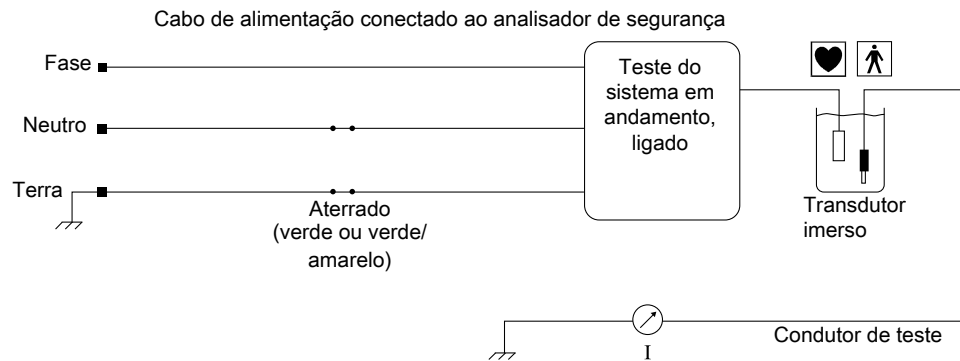 Cabo de alimentação conectado ao analisador de segurança
Fase
Neutro
Terra
Aterrado
(verde ou verde/
amarelo)
Teste do
sistema em
andamento,
ligado
Transdutor
imerso
Condutor de teste
I